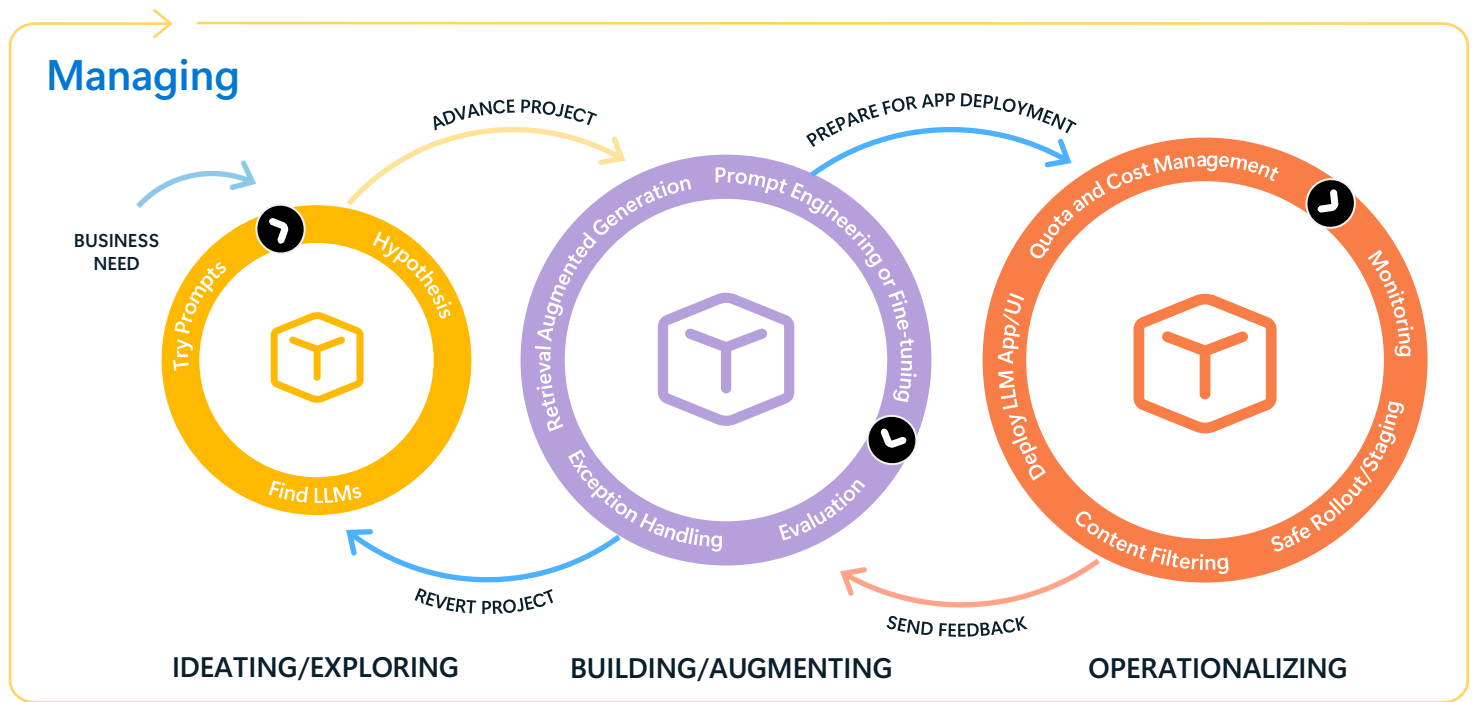 Managing
BUSINESS
NEED
ADVANCE PROJECT
PREPARE FOR APP DEPLOYMENT
Try Prompts
Hypothesis
Find LLMs
Retrieval Augmented Generation
Prompt Engineering or Fine-tuning
Exception Handling
Evaluation
Quota and Cost Management
Monitoring
Deploy LLM App/UI
Content Filtering
Safe Rollout/Staging
REVERT PROJECT
SEND FEEDBACK
IDEATING/EXPLORING
BUILDING/AUGMENTING
OPERATIONALIZING